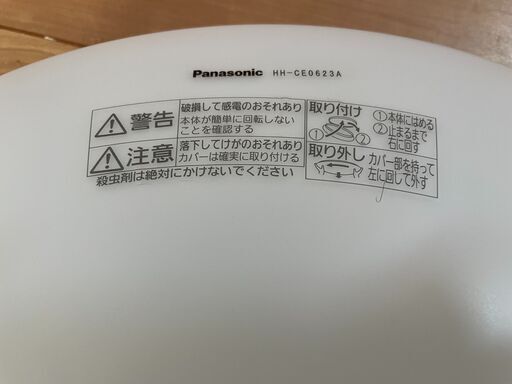 Panasonic HH-CE0623A
警告
破損して感電のおそれあり
本体が簡単に回転しない
ことを確認する
注意
落下してけがのおそれあり
カバーは確実に取り付ける
殺虫剤は絶対にかけないでください
取り付け
①本体にはめる
②止まるまで
右に回す
① ②
取り外し
カバー部を持って
左に回して外す